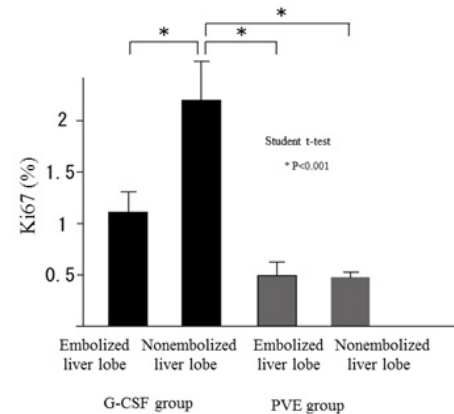 *
*
*
Ki67 (%)
2
1.5
1
0.5
Student t-test
* P<0.001
Embolized
liver lobe
Nonembolized
liver lobe
Embolized
liver lobe
Nonembolized
liver lobe
G-CSF group
PVE group